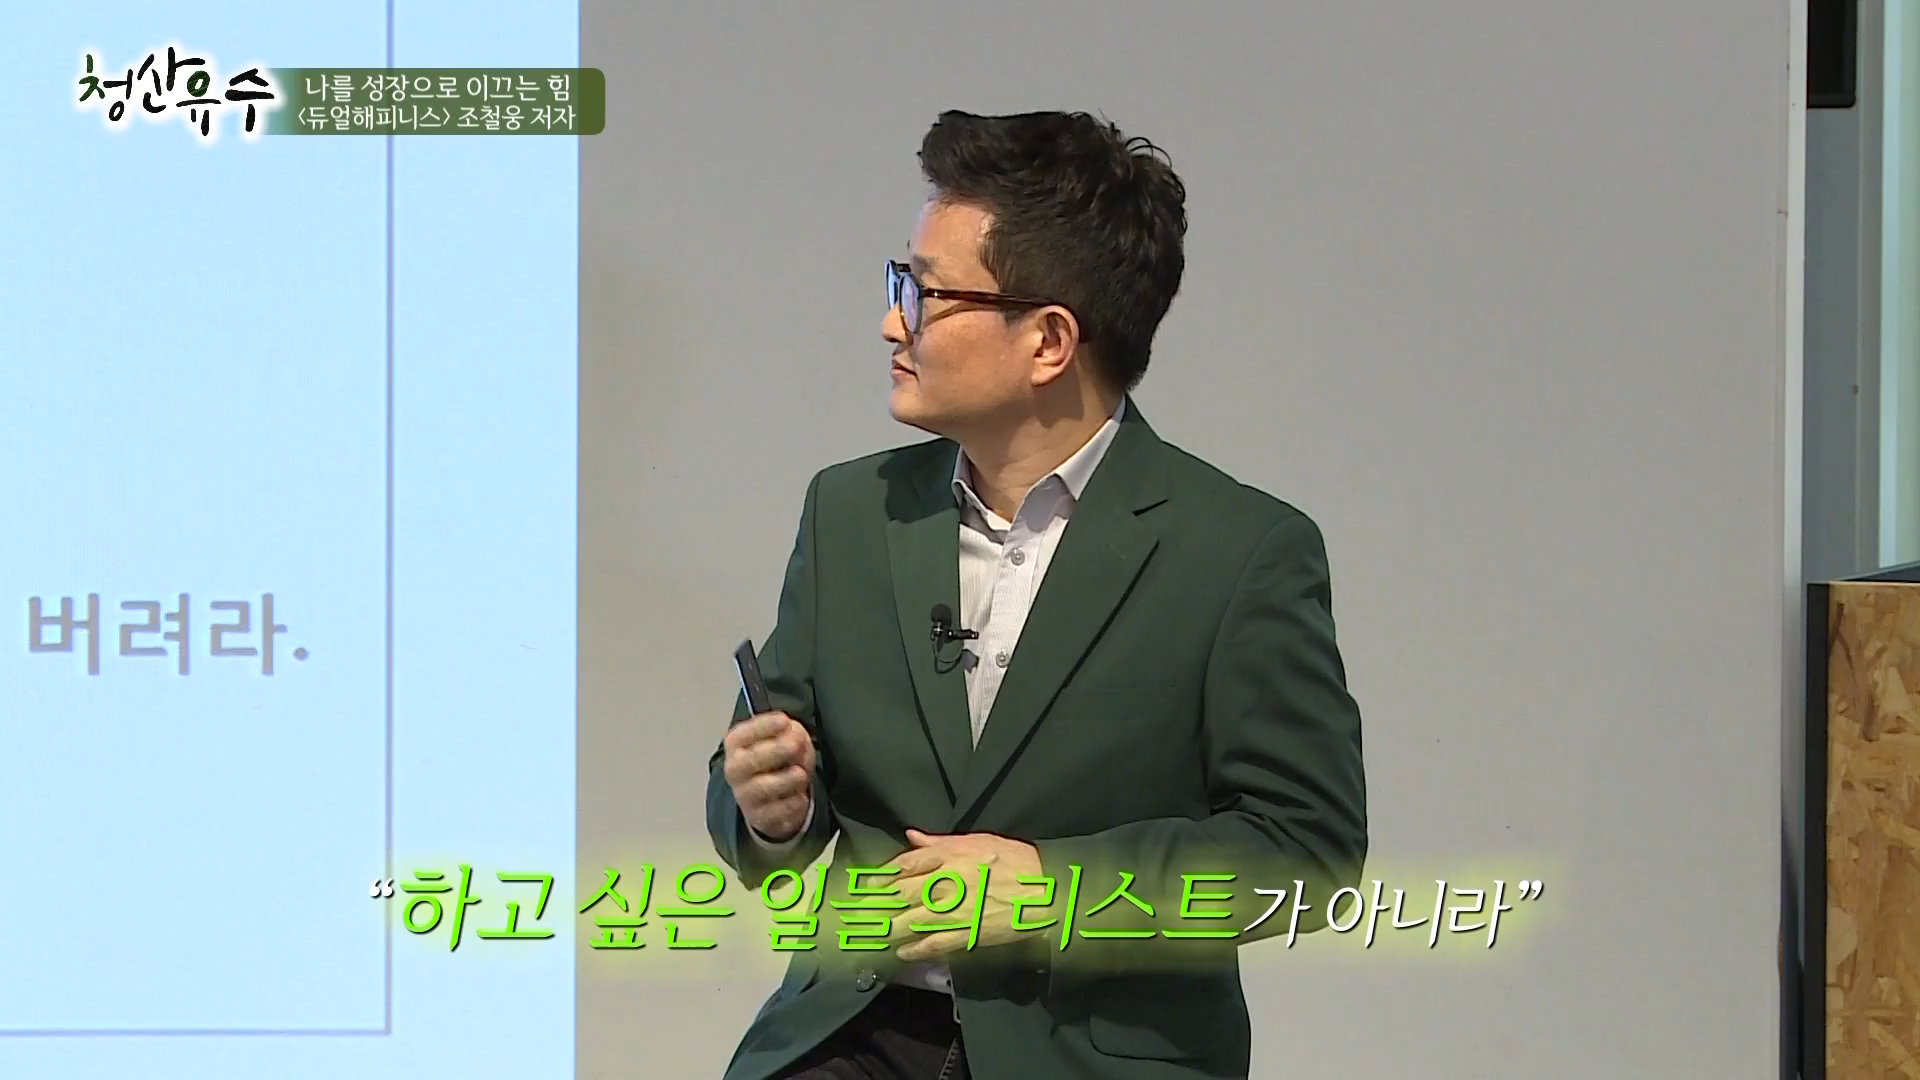 청산유수
나를 성장으로 이끄는 힘
<듀얼해피니스> 조철웅 저자
버려라.
“하고 싶은 일들의 리스트가 아니라”